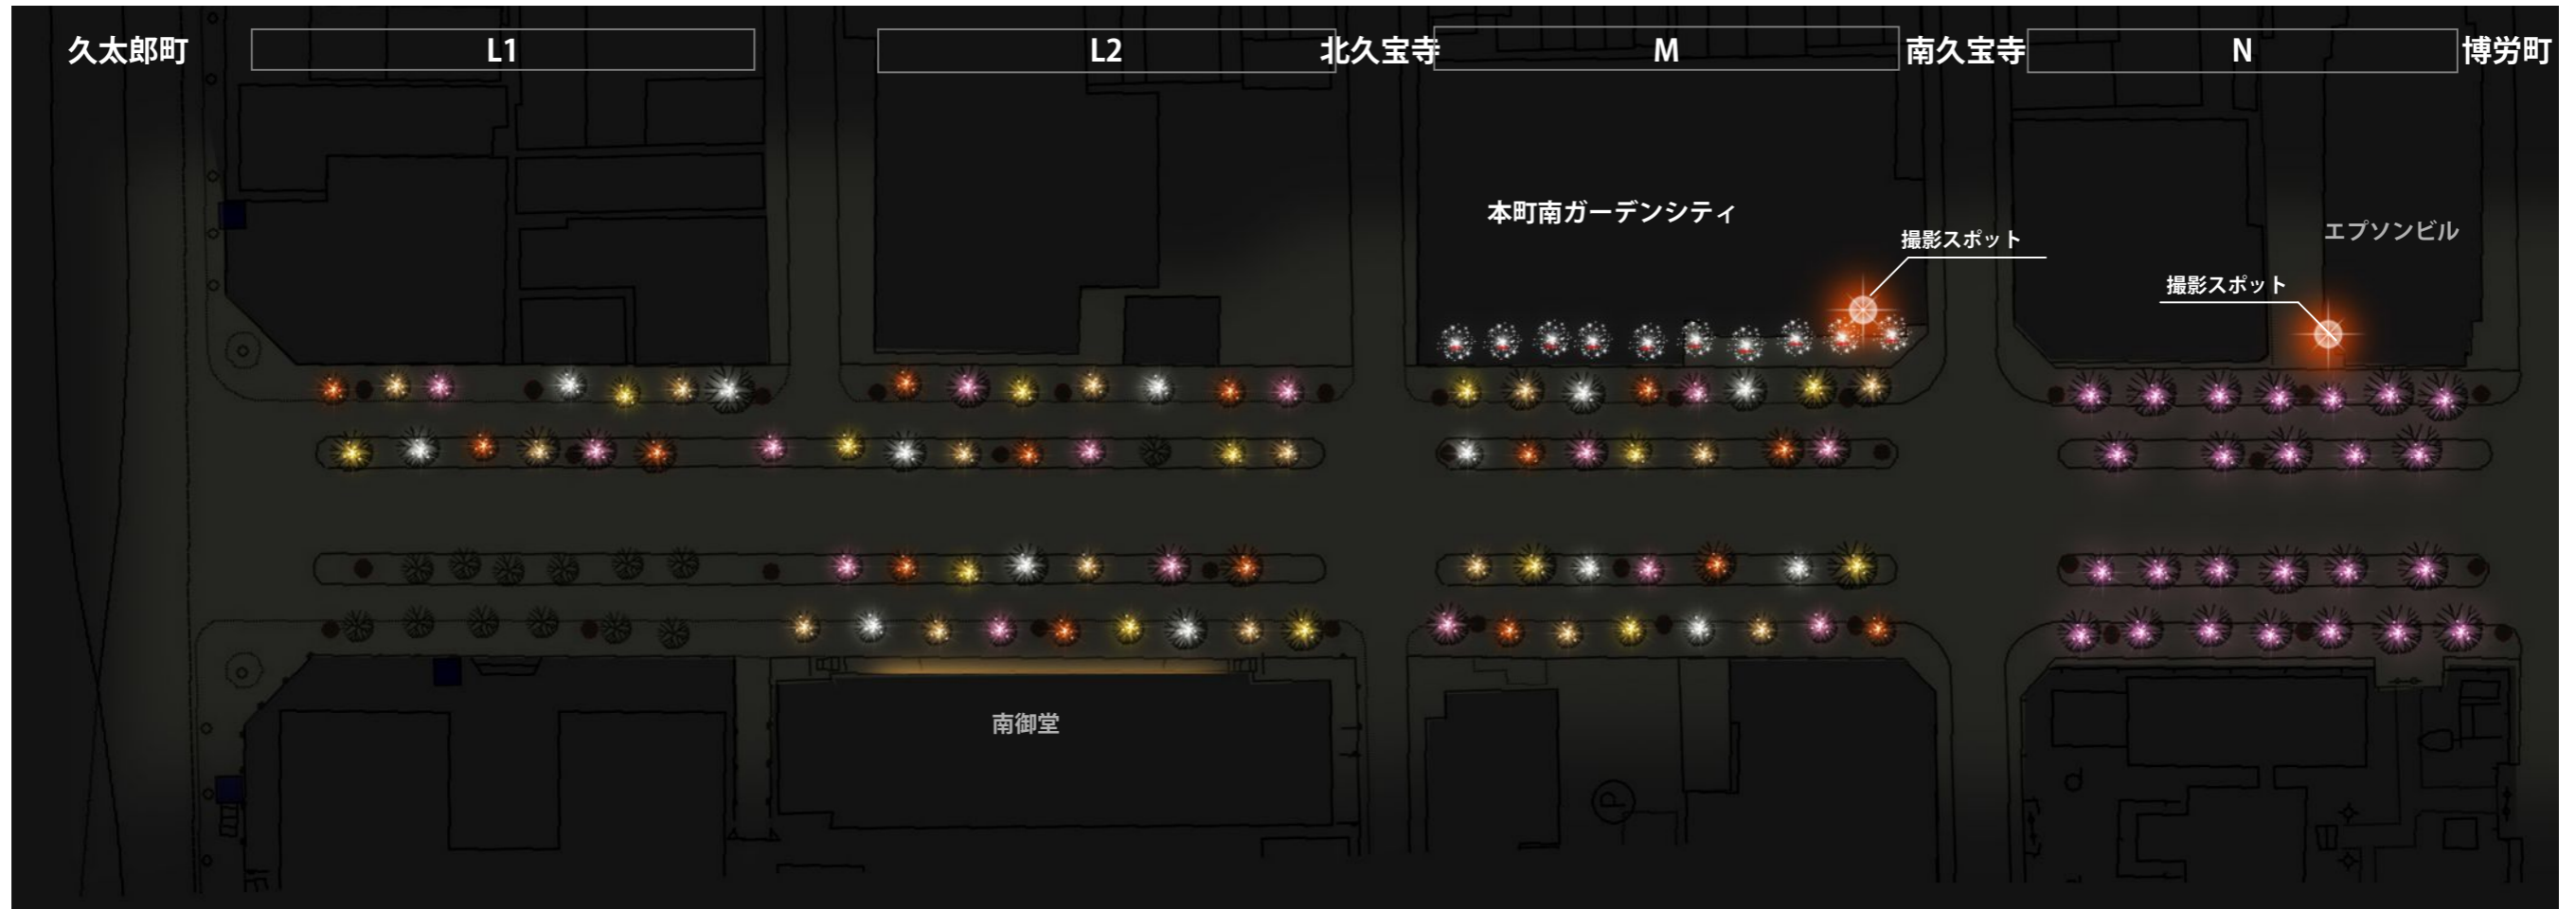 久太郎町
L1
L2
北久宝寺
M
南久宝寺
N
博労町
本町南ガーデンシティ
撮影スポット
エプソンビル
撮影スポット
南御堂
P